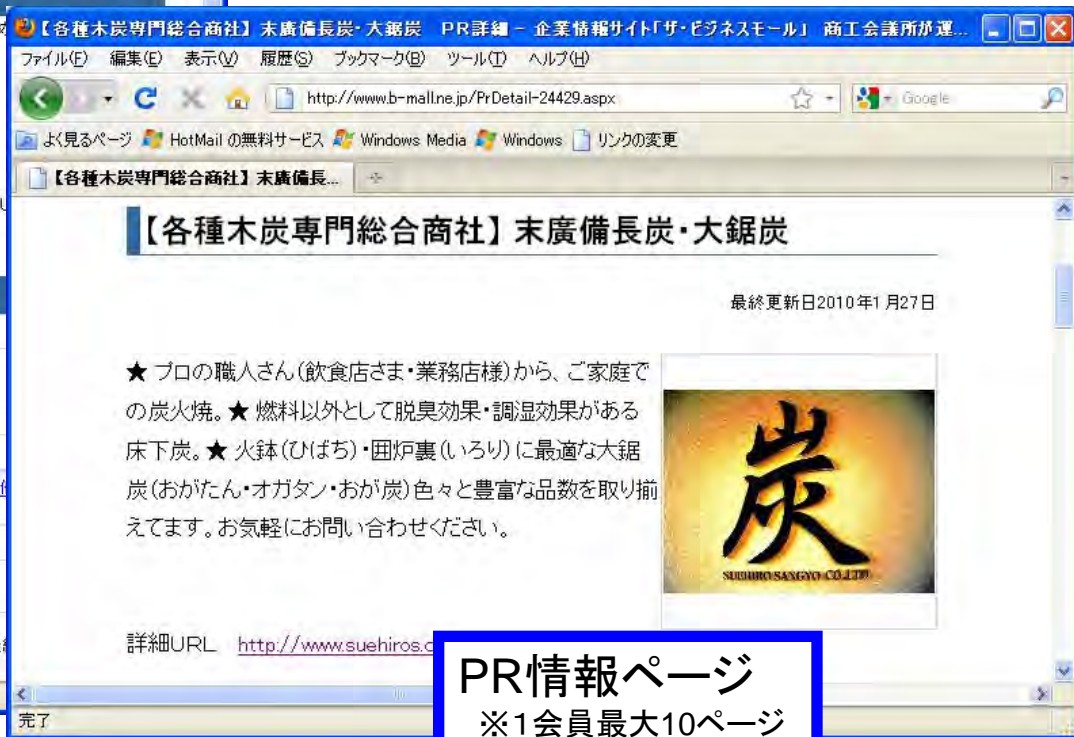 【各種木炭専門総合商社】末廣備長炭・大鋸炭 PR詳細 - 企業情報サイト「ザ・ビジネスモール」 商工会議所が運...
ファイル(F) 編集(E) 表示(V) 履歴(S) ブックマーク(B) ツール(T) ヘルプ(H)
http://www.b-mall.ne.jp/PrDetail-24429.aspx
Google
よく見るページ HotMail の無料サービス Windows Media Windows リンクの変更
【各種木炭専門総合商社】末廣備長...
【各種木炭専門総合商社】末廣備長炭・大鋸炭
最終更新日2010年1月27日
★ プロの職人さん(飲食店さま・業務店様)から、ご家庭で
の炭火焼。★ 燃料以外として脱臭効果・調湿効果がある
床下炭。★ 火鉢(ひばち)・囲炉裏(いろり)に最適な大鋸
炭(おがたん・オガタン・おが炭)色々と豊富な品数を取り揃
えてます。お気軽にお問い合わせください。
炭
SUEHIRO SANGYO CO.,LTD.
詳細URL http://www.suehiros.c
PR情報ページ
※1会員最大10ページ
完了